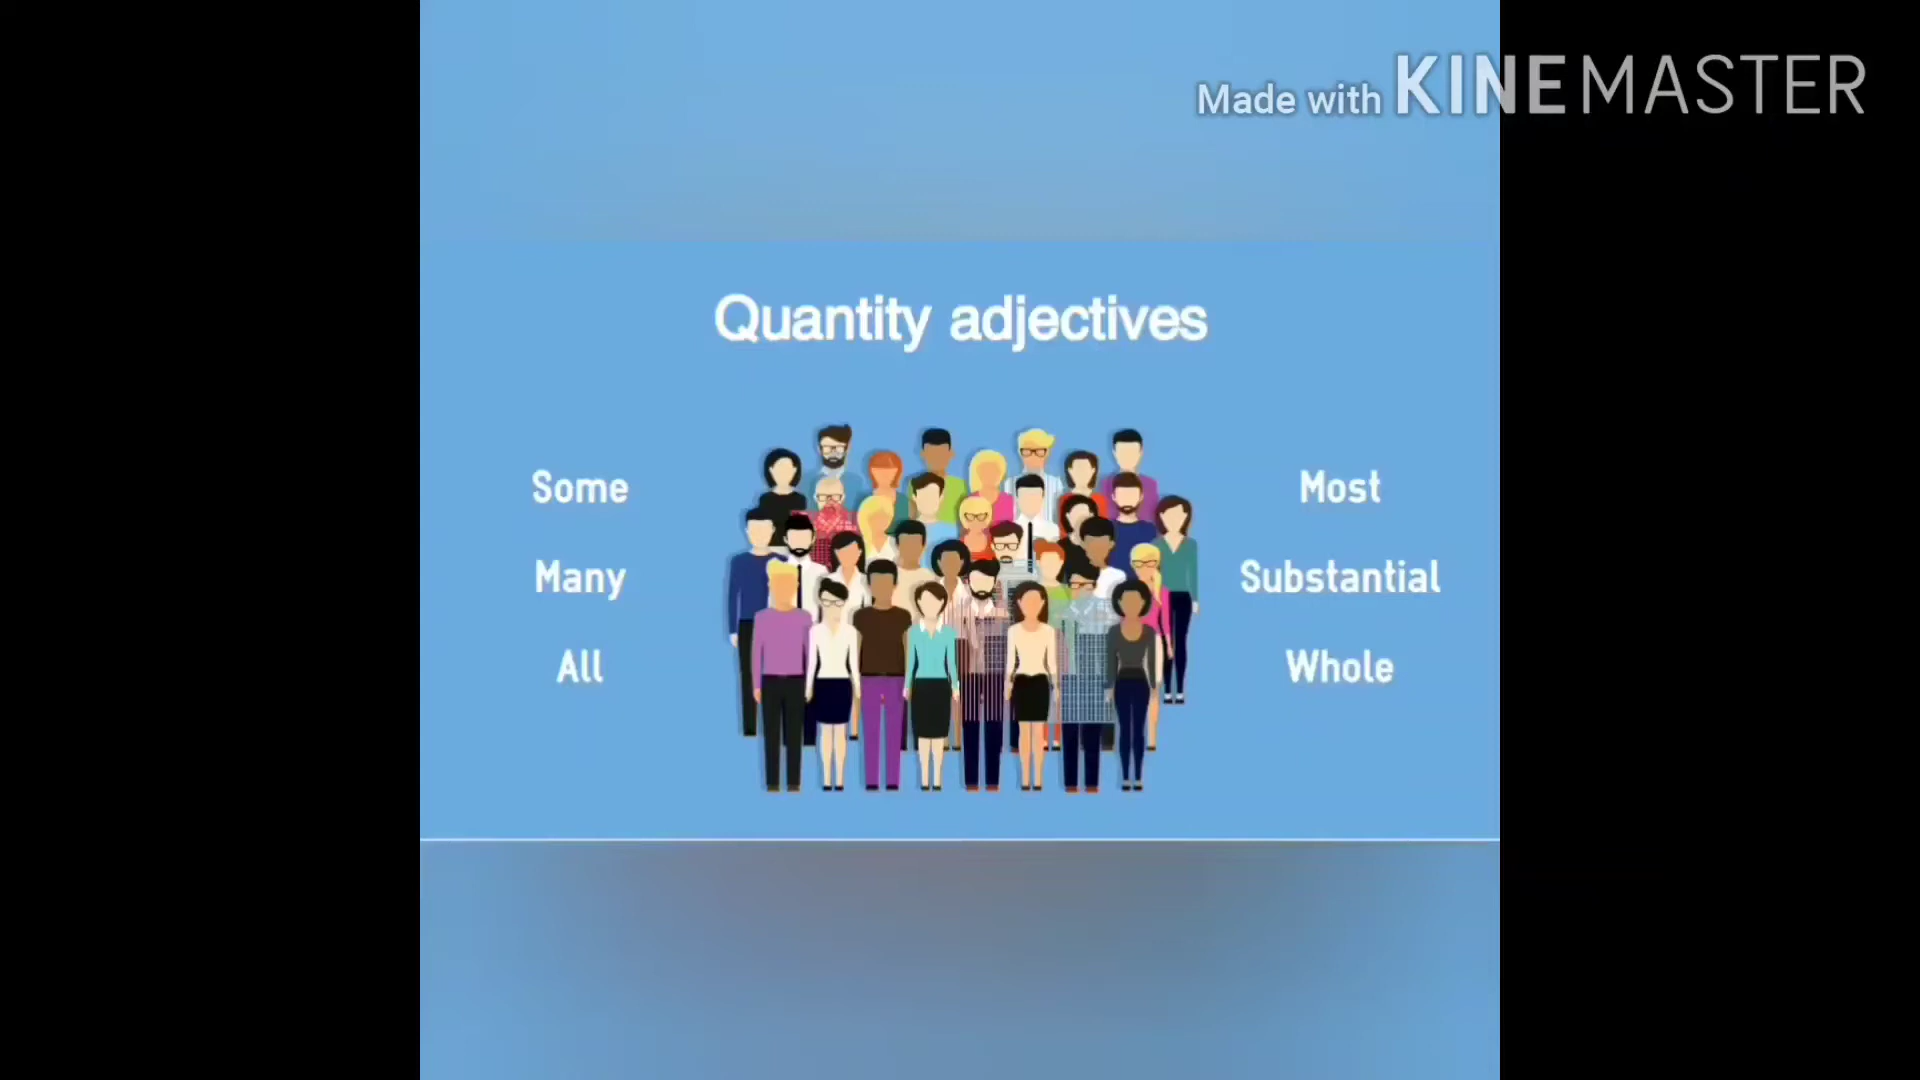 Made with KINEMASTER
Quantity adjectives
Some
Many
All
Most
Substantial
Whole